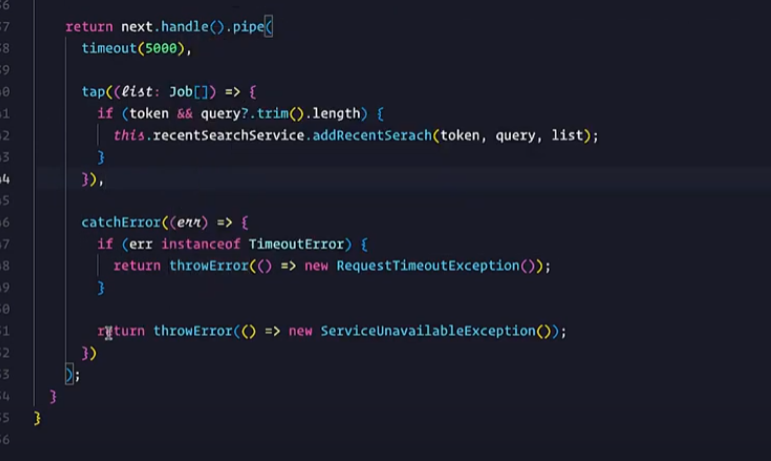 36
37 return next.handle().pipe(
38 timeout(5000),
39
40 tap((list: Job[]) => {
41 if (token && query?.trim().length) {
42 this.recentSearchService.addRecentSerach(token, query, list);
43 }
44 }),
45
46 catchError((err) => {
47 if (err instanceof TimeoutError) {
48 return throwError(() => new RequestTimeoutException());
49 }
50
51 return throwError(() => new ServiceUnavailableException());
52 })
53 );
54 }
55 }
56